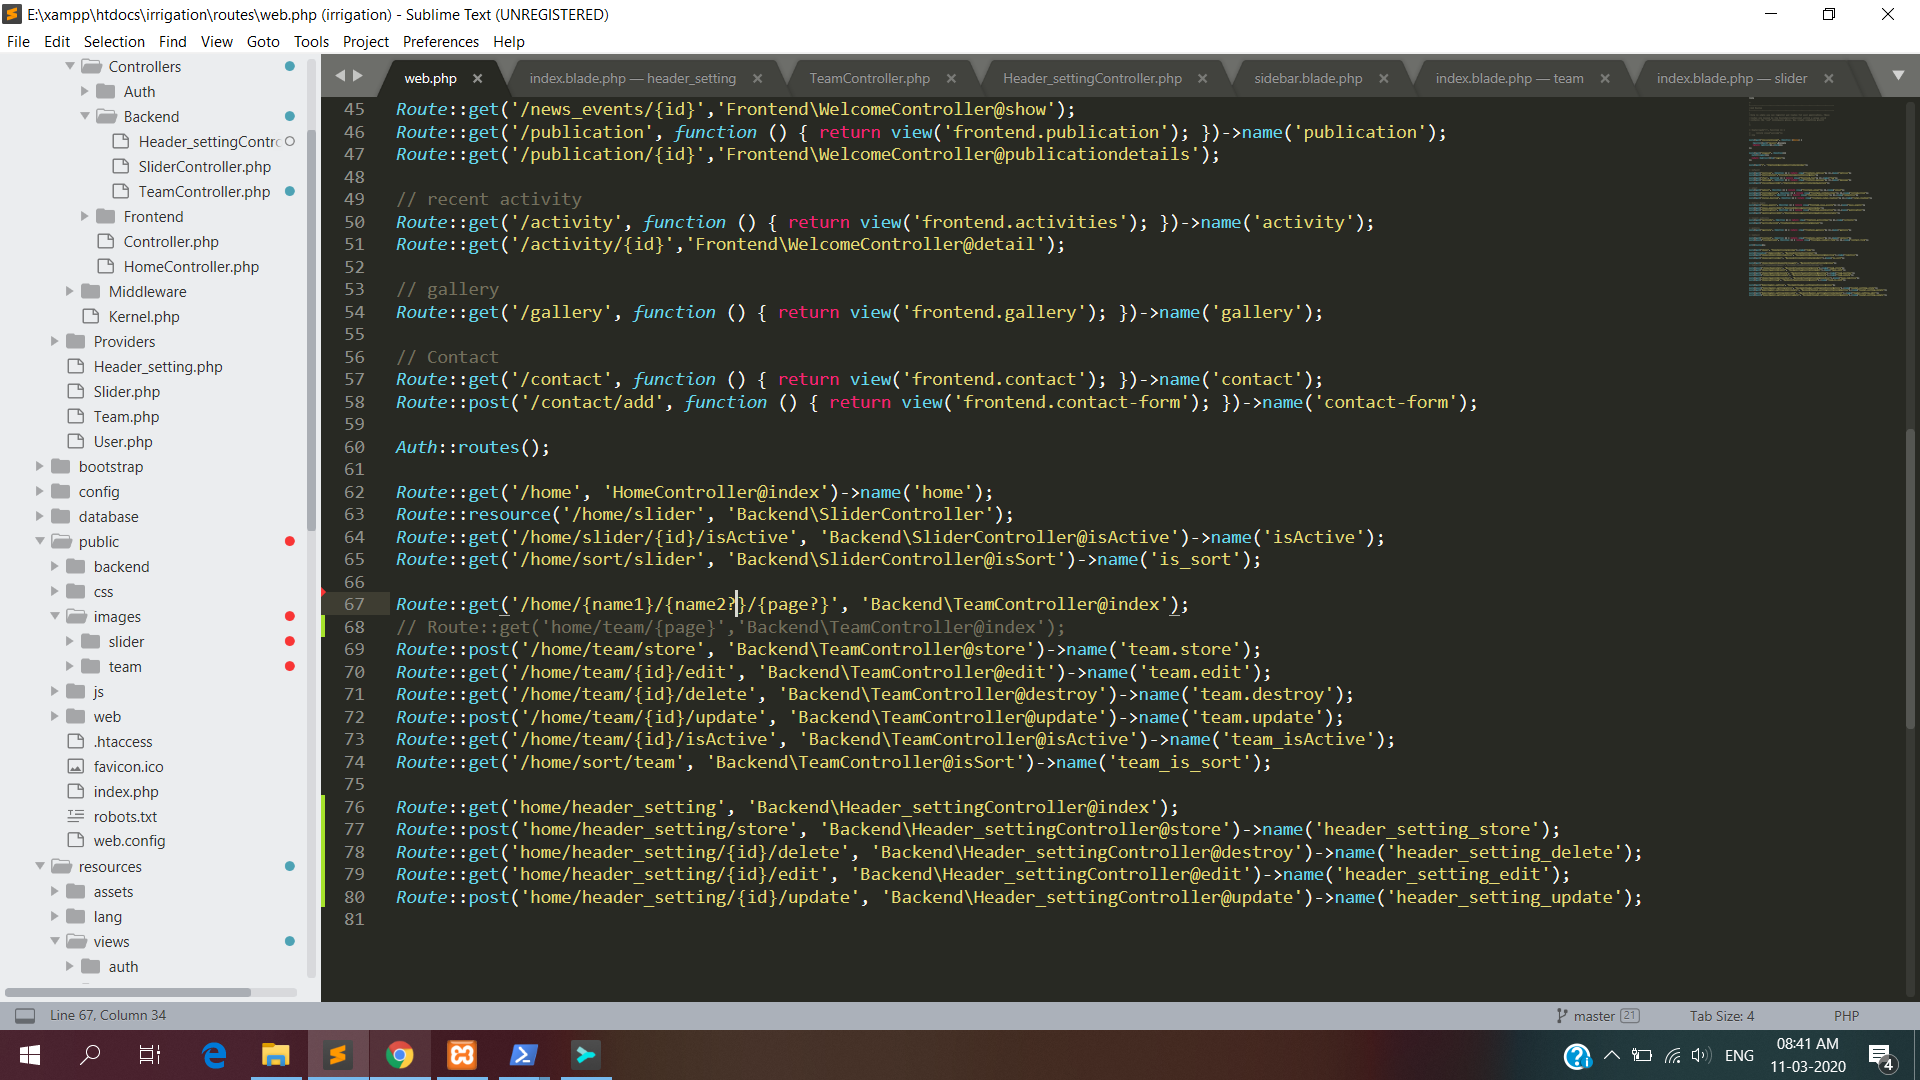 E:\xampp\htdocs\irrigation\routes\web.php (irrigation) - Sublime Text (UNREGISTERED)
File Edit Selection Find View Goto Tools Project Preferences Help
Controllers
Auth
Backend
Header_settingContr
SliderController.php
TeamController.php
Frontend
Controller.php
HomeController.php
Middleware
Kernel.php
Providers
Header_setting.php
Slider.php
Team.php
User.php
bootstrap
config
database
public
backend
css
images
slider
team
js
web
.htaccess
favicon.ico
index.php
robots.txt
web.config
resources
assets
lang
views
auth
web.php index.blade.php — header_setting TeamController.php Header_settingController.php sidebar.blade.php index.blade.php — team index.blade.php — slider
45 Route::get('/news_events/{id}','Frontend\WelcomeController@show');
46 Route::get('/publication', function () { return view('frontend.publication'); })->name('publication');
47 Route::get('/publication/{id}','Frontend\WelcomeController@publicationdetails');
48
49 // recent activity
50 Route::get('/activity', function () { return view('frontend.activities'); })->name('activity');
51 Route::get('/activity/{id}','Frontend\WelcomeController@detail');
52
53 // gallery
54 Route::get('/gallery', function () { return view('frontend.gallery'); })->name('gallery');
55
56 // Contact
57 Route::get('/contact', function () { return view('frontend.contact'); })->name('contact');
58 Route::post('/contact/add', function () { return view('frontend.contact-form'); })->name('contact-form');
59
60 Auth::routes();
61
62 Route::get('/home', 'HomeController@index')->name('home');
63 Route::resource('/home/slider', 'Backend\SliderController');
64 Route::get('/home/slider/{id}/isActive', 'Backend\SliderController@isActive')->name('isActive');
65 Route::get('/home/sort/slider', 'Backend\SliderController@isSort')->name('is_sort');
66
67 Route::get('/home/{name1}/{name2?}/{page?}', 'Backend\TeamController@index');
68 // Route::get('home/team/{page}','Backend\TeamController@index');
69 Route::post('/home/team/store', 'Backend\TeamController@store')->name('team.store');
70 Route::get('/home/team/{id}/edit', 'Backend\TeamController@edit')->name('team.edit');
71 Route::get('/home/team/{id}/delete', 'Backend\TeamController@destroy')->name('team.destroy');
72 Route::post('/home/team/{id}/update', 'Backend\TeamController@update')->name('team.update');
73 Route::get('/home/team/{id}/isActive', 'Backend\TeamController@isActive')->name('team_isActive');
74 Route::get('/home/sort/team', 'Backend\TeamController@isSort')->name('team_is_sort');
75
76 Route::get('home/header_setting', 'Backend\Header_settingController@index');
77 Route::post('home/header_setting/store', 'Backend\Header_settingController@store')->name('header_setting_store');
78 Route::get('home/header_setting/{id}/delete', 'Backend\Header_settingController@destroy')->name('header_setting_delete');
79 Route::get('home/header_setting/{id}/edit', 'Backend\Header_settingController@edit')->name('header_setting_edit');
80 Route::post('home/header_setting/{id}/update', 'Backend\Header_settingController@update')->name('header_setting_update');
81
Line 67, Column 34 master 21 Tab Size: 4 PHP
ENG 08:41 AM
11-03-2020 4